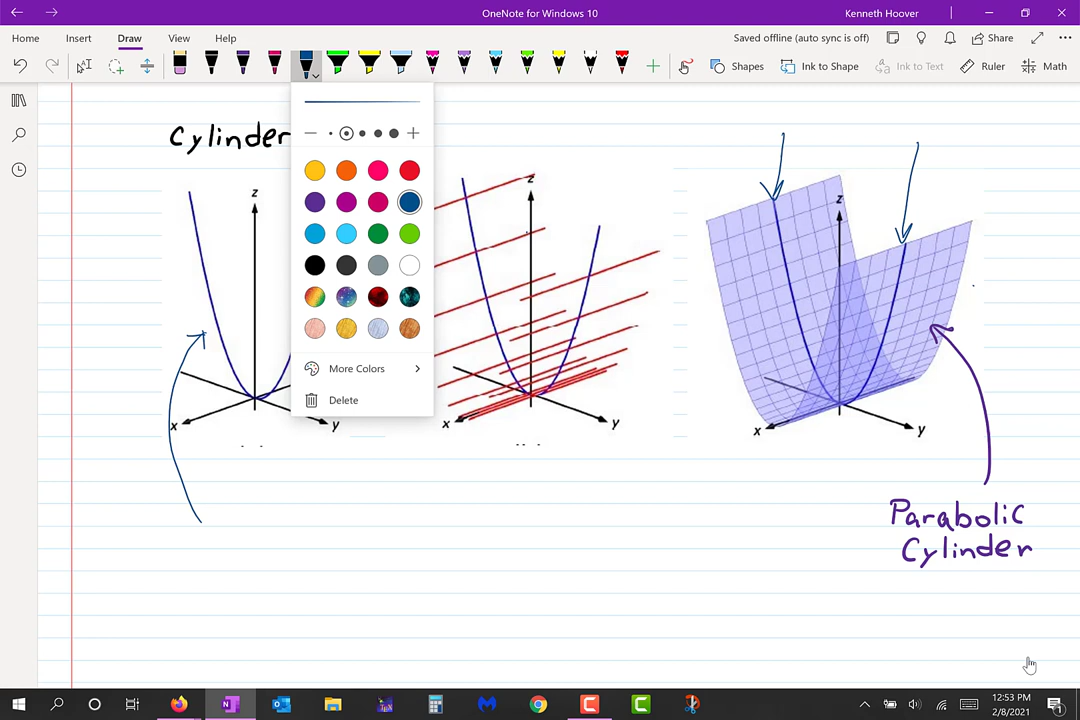 OneNote for Windows 10
Kenneth Hoover
Home Insert Draw View Help
Saved offline (auto sync is off)
Share
Shapes
Ink to Shape
Ink to Text
Ruler
Math
Cylinder
More Colors
Delete
z
x
y
z
x
y
z
x
y
Parabolic
Cylinder
12:53 PM
2/8/2021